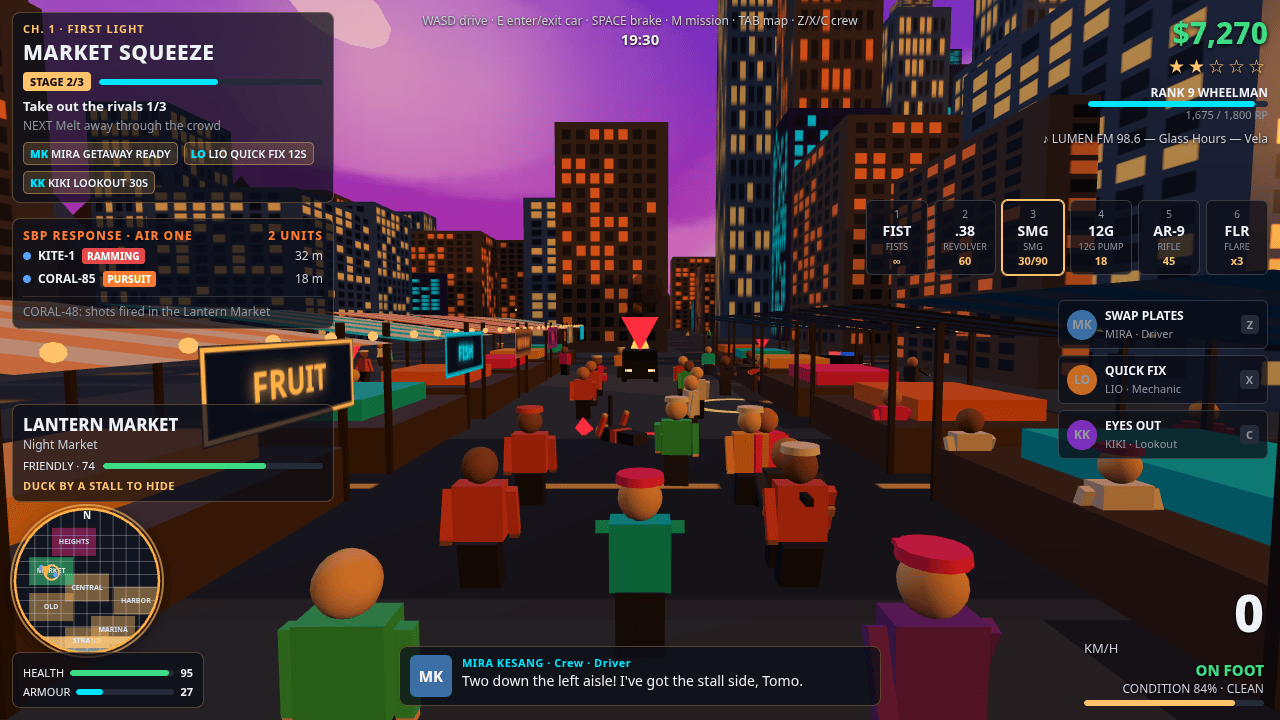 CH. 1 · FIRST LIGHT
MARKET SQUEEZE
STAGE 2/3
Take out the rivals 1/3
NEXT Melt away through the crowd
MK MIRA GETAWAY READY
LO LIO QUICK FIX 12S
KK KIKI LOOKOUT 30S
SBP RESPONSE · AIR ONE
2 UNITS
KITE-1 RAMMING 32 m
CORAL-85 PURSUIT 18 m
CORAL-48: shots fired in the Lantern Market
WASD drive · E enter/exit car · SPACE brake · M mission · TAB map · Z/X/C crew
19:30
$7,270
★★☆☆☆
RANK 9 WHEELMAN
1,675 / 1,800 RP
♪ LUMEN FM 98.6 — Glass Hours — Vela
1 FIST FISTS ∞
2 .38 REVOLVER 60
3 SMG SMG 30/90
4 12G 12G PUMP 18
5 AR-9 RIFLE 45
6 FLR FLARE x3
MK SWAP PLATES Z
MIRA · Driver
LO QUICK FIX X
LIO · Mechanic
KK EYES OUT C
KIKI · Lookout
FRUIT
FISH
LANTERN MARKET
Night Market
FRIENDLY · 74
DUCK BY A STALL TO HIDE
N
HEIGHTS
MARKET
CENTRAL
OLD
HARBOR
MARINA
STRAND
HEALTH 95
ARMOUR 27
MK
MIRA KESANG · Crew · Driver
Two down the left aisle! I've got the stall side, Tomo.
0
KM/H
ON FOOT
CONDITION 84% · CLEAN